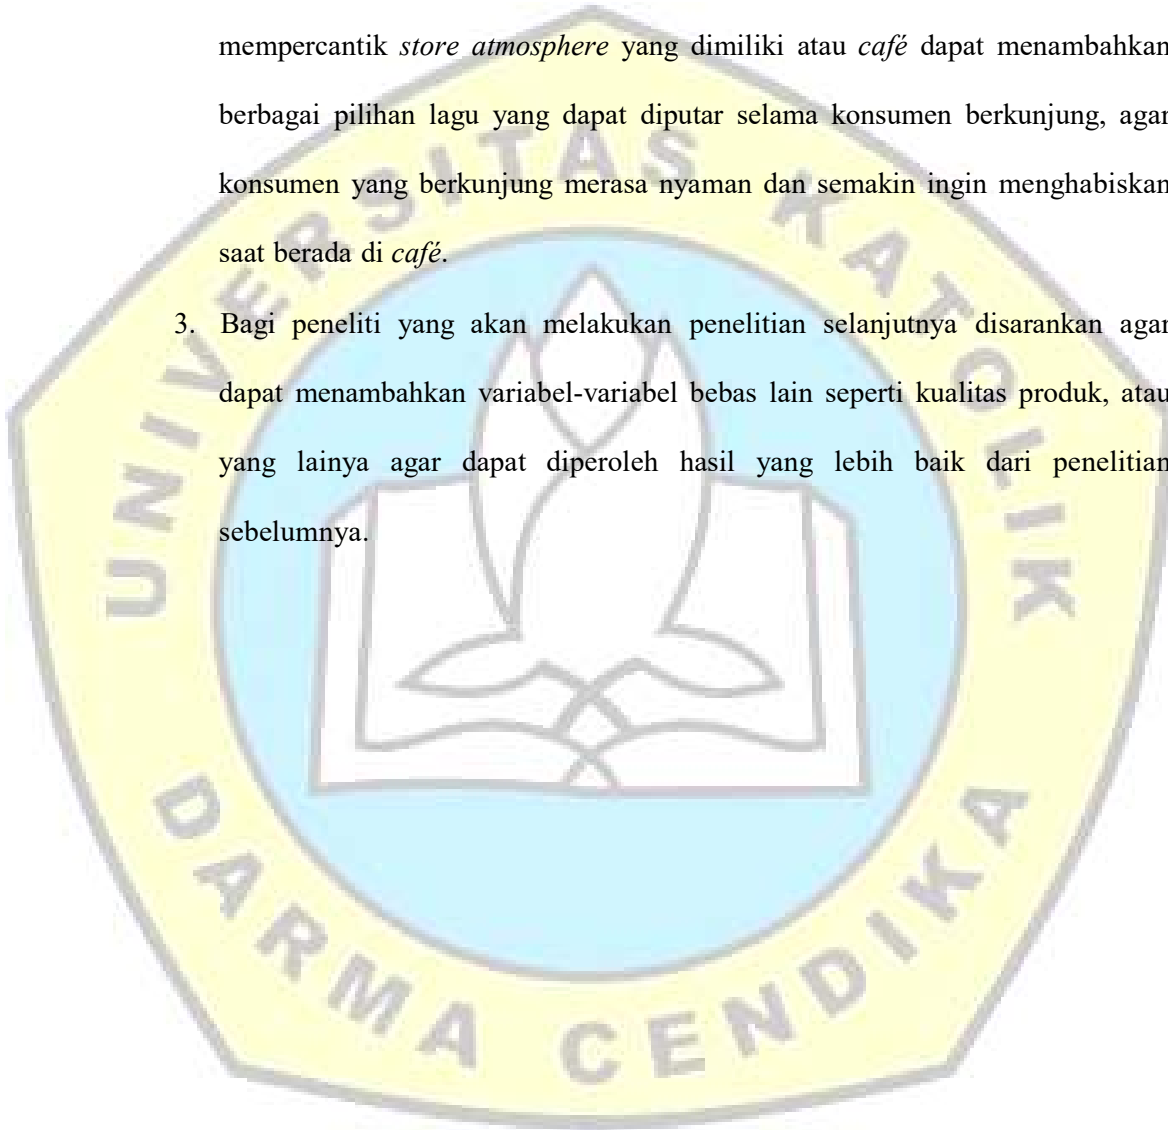 mempercantik store atmosphere yang dimiliki atau café dapat menambahkan
berbagai pilihan lagu yang dapat diputar selama konsumen berkunjung, agar
konsumen yang berkunjung merasa nyaman dan semakin ingin menghabiskan
saat berada di café.
3. Bagi peneliti yang akan melakukan penelitian selanjutnya disarankan agar
dapat menambahkan variabel-variabel bebas lain seperti kualitas produk, atau
yang lainya agar dapat diperoleh hasil yang lebih baik dari penelitian
sebelumnya.
UNIVERSITAS KATOLIK
DARMA CENDIKA